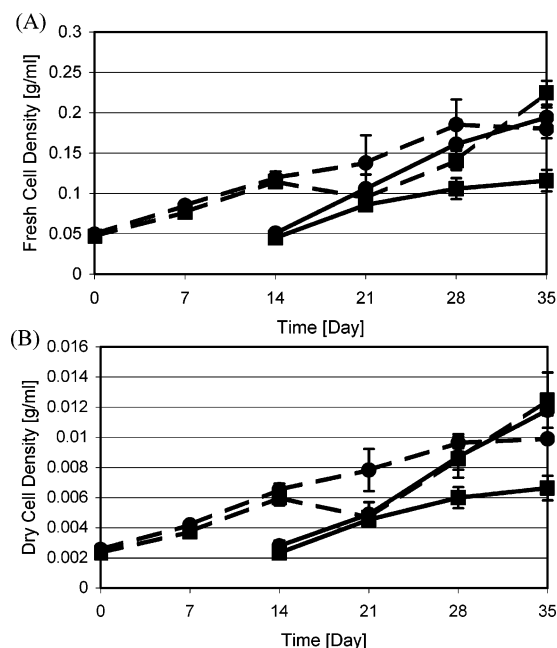 (A)
0.3
0.25
0.2
0.15
0.1
0.05
0
Fresh Cell Density [g/ml]
0 7 14 21 28 35
Time [Day]
(B)
0.016
0.014
0.012
0.01
0.008
0.006
0.004
0.002
0
Dry Cell Density [g/ml]
0 7 14 21 28 35
Time [Day]